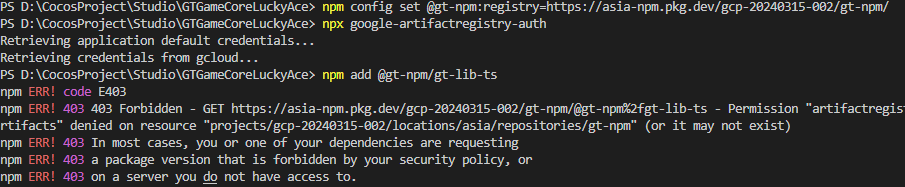 PS D:\CocosProject\Studio\GTGameCoreLuckyAce> npm config set @gt-npm:registry=https://asia-npm.pkg.dev/gcp-20240315-002/gt-npm/
PS D:\CocosProject\Studio\GTGameCoreLuckyAce> npx google-artifactregistry-auth
Retrieving application default credentials...
Retrieving credentials from gcloud...
PS D:\CocosProject\Studio\GTGameCoreLuckyAce> npm add @gt-npm/gt-lib-ts
npm ERR! code E403
npm ERR! 403 403 Forbidden - GET https://asia-npm.pkg.dev/gcp-20240315-002/gt-npm/@gt-npm%2fgt-lib-ts - Permission "artifactregist
rtifacts" denied on resource "projects/gcp-20240315-002/locations/asia/repositories/gt-npm" (or it may not exist)
npm ERR! 403 In most cases, you or one of your dependencies are requesting
npm ERR! 403 a package version that is forbidden by your security policy, or
npm ERR! 403 on a server you do not have access to.